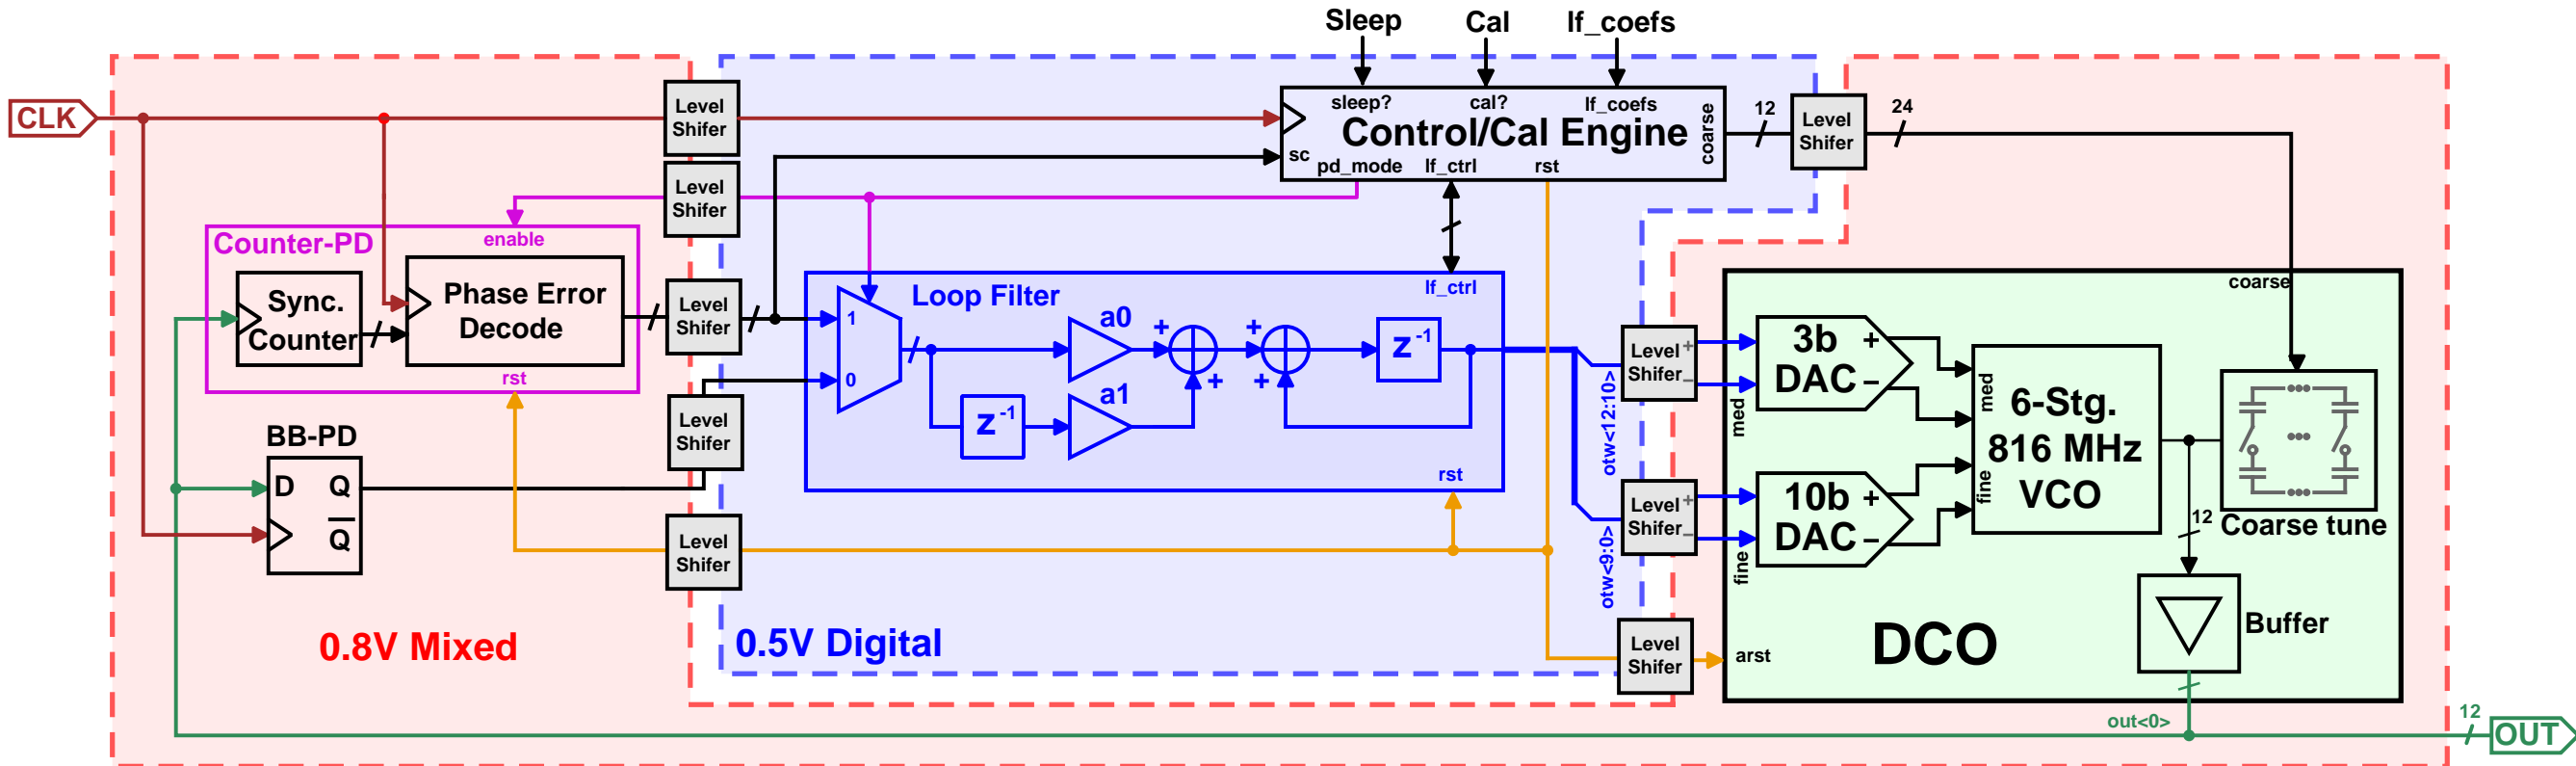 Sleep
Cal
lf_coefs
CLK
Level
Shifer
sleep?
cal?
lf_coefs
Control/Cal Engine
coarse
sc
pd_mode
lf_ctrl
rst
12
Level
Shifer
24
Level
Shifer
Counter-PD
enable
Sync.
Counter
Phase Error
Decode
rst
Level
Shifer
Loop Filter
lf_ctrl
1
0
a0
a1
+
+
+
+
z-1
z-1
rst
BB-PD
D
Q
Q
Level
Shifer
Level
Shifer
0.8V Mixed
0.5V Digital
otw<12:10>
otw<9:0>
Level +
Shifer −
Level +
Shifer −
Level
Shifer
coarse
med
3b +
DAC −
fine
10b +
DAC −
med
fine
6-Stg.
816 MHz
VCO
Coarse tune
12
Buffer
DCO
arst
out<0>
12
OUT